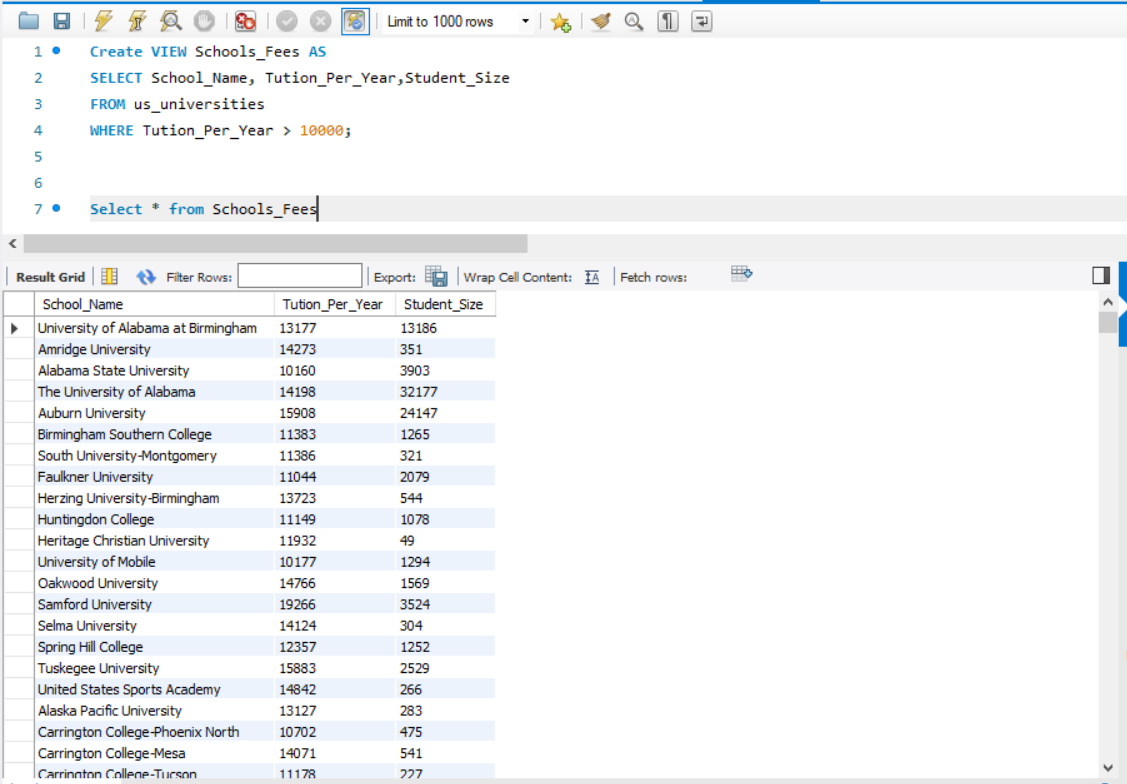 Limit to 1000 rows
1 Create VIEW Schools_Fees AS
2 SELECT School_Name, Tution_Per_Year,Student_Size
3 FROM us_universities
4 WHERE Tution_Per_Year > 10000;
5
6
7 Select * from Schools_Fees
Result Grid Filter Rows: Export: Wrap Cell Content: IA Fetch rows:
School_Name Tution_Per_Year Student_Size
University of Alabama at Birmingham 13177 13186
Amridge University 14273 351
Alabama State University 10160 3903
The University of Alabama 14198 32177
Auburn University 15908 24147
Birmingham Southern College 11383 1265
South University-Montgomery 11386 321
Faulkner University 11044 2079
Herzing University-Birmingham 13723 544
Huntingdon College 11149 1078
Heritage Christian University 11932 49
University of Mobile 10177 1294
Oakwood University 14766 1569
Samford University 19266 3524
Selma University 14124 304
Spring Hill College 12357 1252
Tuskegee University 15883 2529
United States Sports Academy 14842 266
Alaska Pacific University 13127 283
Carrington College-Phoenix North 10702 475
Carrington College-Mesa 14071 541
Carrington College-Tucson 11178 227